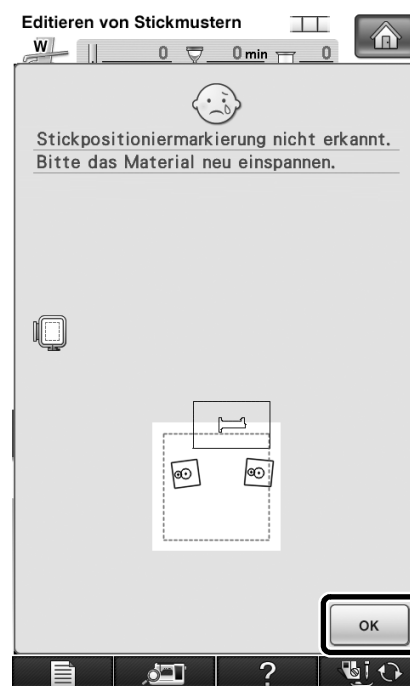 Editieren von Stickmustern
W
0 0 min 0
Stickpositioniermarkierung nicht erkannt.
Bitte das Material neu einspannen.
OK
?